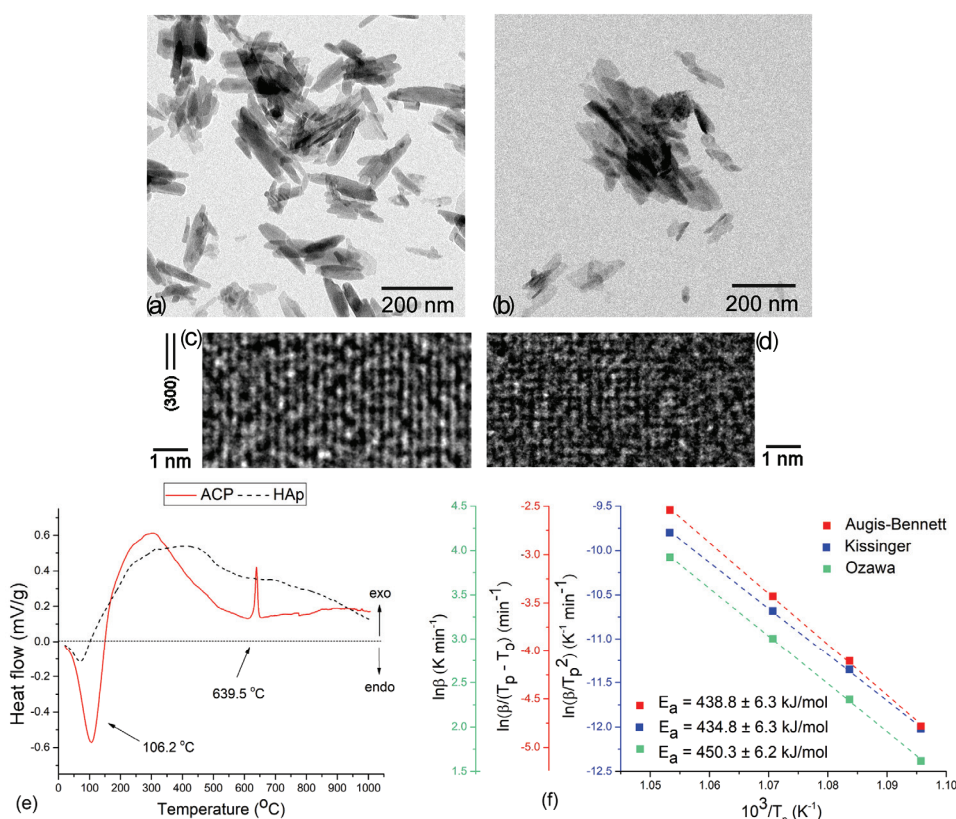 (a)
200 nm
(b)
200 nm
(300)
(c)
1 nm
(d)
1 nm
ACP
HAp
Heat flow (mV/g)
0.6
0.4
0.2
0.0
-0.2
-0.4
-0.6
exo
endo
639.5 °C
106.2 °C
0 100 200 300 400 500 600 700 800 900 1000
Temperature (°C)
(e)
lnβ (K min⁻¹)
4.5
4.0
3.5
3.0
2.5
2.0
1.5
ln(β/(Tp - T0) (min⁻¹)
-2.5
-3.0
-3.5
-4.0
-4.5
-5.0
ln(β/Tp²) (K⁻¹ min⁻¹)
-9.5
-10.0
-10.5
-11.0
-11.5
-12.0
-12.5
Augis-Bennett
Kissinger
Ozawa
Ea = 438.8 ± 6.3 kJ/mol
Ea = 434.8 ± 6.3 kJ/mol
Ea = 450.3 ± 6.2 kJ/mol
1.05 1.06 1.07 1.08 1.09 1.10
(f)